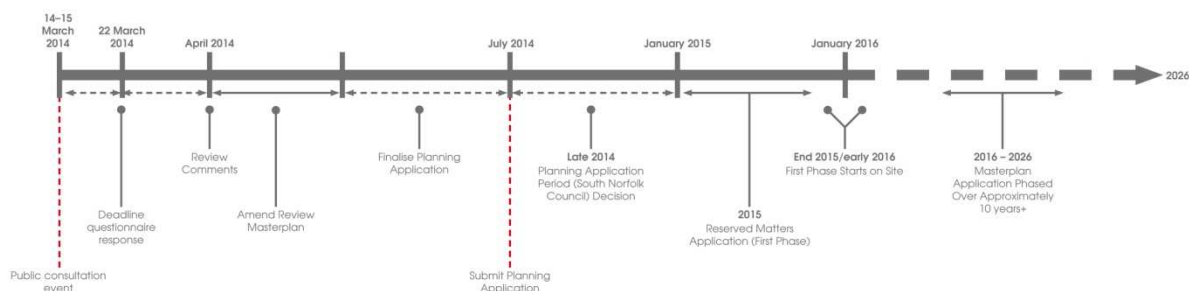 14–15
March
2014
22 March
2014
April 2014
July 2014
January 2015
January 2016
2026
Review
Comments
Finalise Planning
Application
Late 2014
Planning Application
Period (South Norfolk
Council) Decision
End 2015/early 2016
First Phase Starts on Site
2016 – 2026
Masterplan
Application Phased
Over Approximately
10 years+
Deadline
questionnaire
response
Amend Review
Masterplan
2015
Reserved Matters
Application (First Phase)
Public consultation
event
Submit Planning
Application